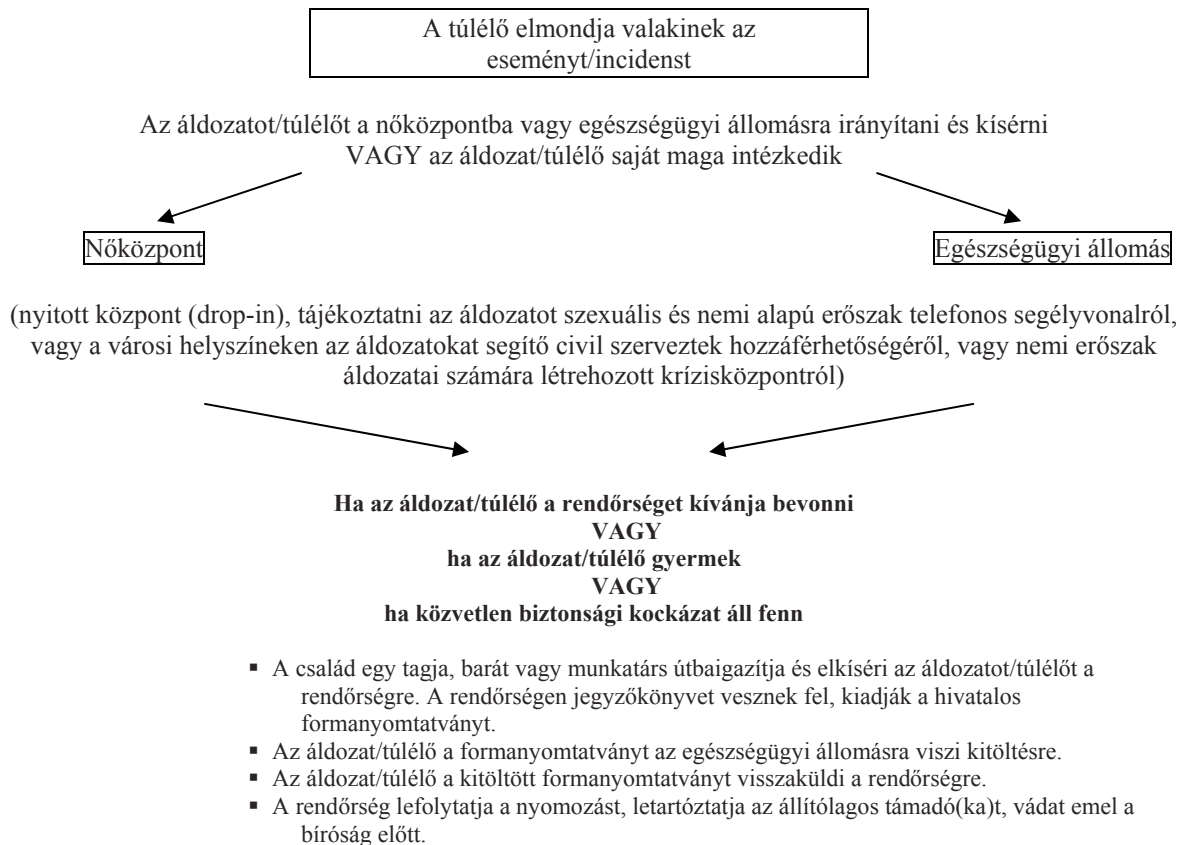 A túlélő elmondja valakinek az
eseményt/incidenst
Az áldozatot/túlélőt a nőközpontba vagy egészségügyi állomásra irányítani és kísérni
VAGY az áldozat/túlélő saját maga intézkedik
Nőközpont
Egészségügyi állomás
(nyitott központ (drop-in), tájékoztatni az áldozatot szexuális és nemi alapú erőszak telefonos segélyvonalról,
vagy a városi helyszíneken az áldozatokat segítő civil szerveztek hozzáférhetőségéről, vagy nemi erőszak
áldozatai számára létrehozott krízisközpontról)
Ha az áldozat/túlélő a rendőrséget kívánja bevonni
VAGY
ha az áldozat/túlélő gyermek
VAGY
ha közvetlen biztonsági kockázat áll fenn
▪ A család egy tagja, barát vagy munkatárs útbaigazítja és elkíséri az áldozatot/túlélőt a
rendőrségre. A rendőrségen jegyzőkönyvet vesznek fel, kiadják a hivatalos
formanyomtatványt.
▪ Az áldozat/túlélő a formanyomtatványt az egészségügyi állomásra viszi kitöltésre.
▪ Az áldozat/túlélő a kitöltött formanyomtatványt visszaküldi a rendőrségre.
▪ A rendőrség lefolytatja a nyomozást, letartóztatja az állítólagos támadó(ka)t, vádat emel a
bíróság előtt.